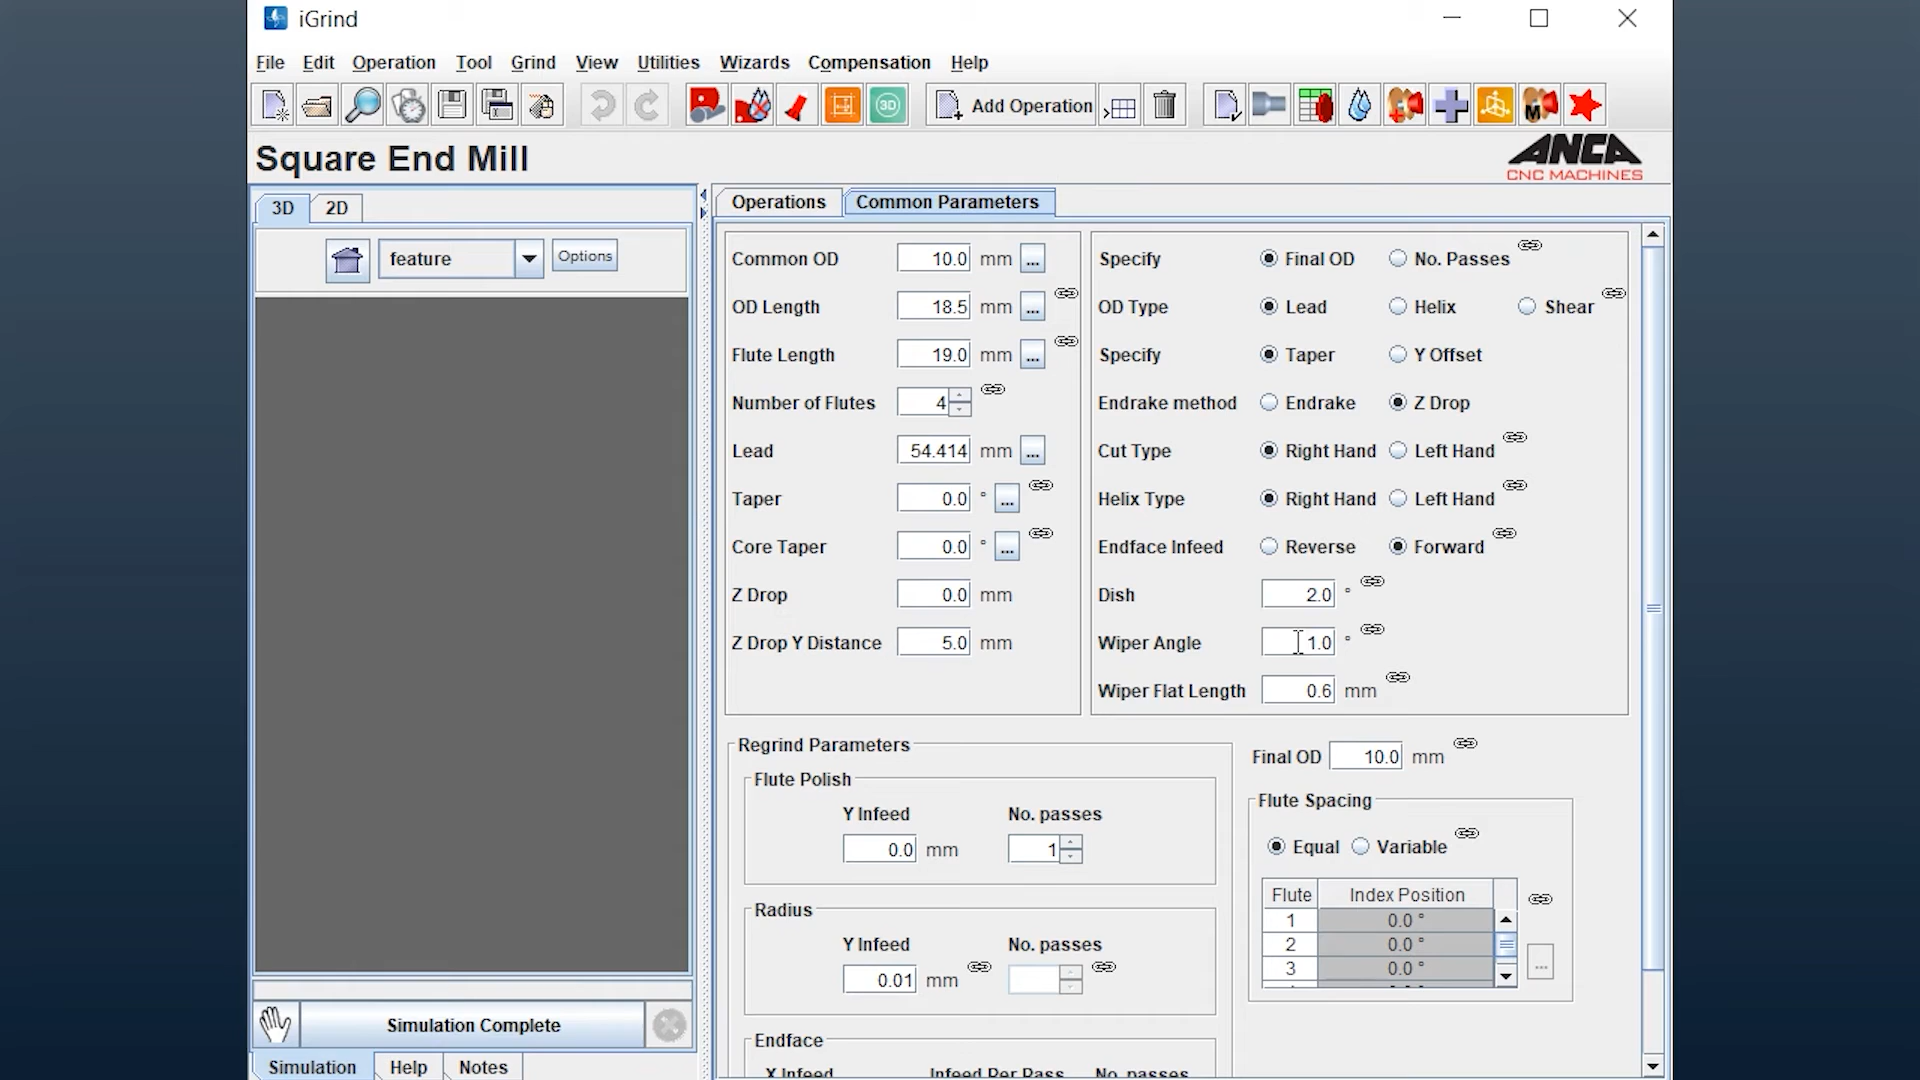 iGrind
File Edit Operation Tool Grind View Utilities Wizards Compensation Help
3D Add Operation M
Square End Mill
ANCA
CNC MACHINES
3D 2D
feature Options
Simulation Complete
Simulation Help Notes
Operations Common Parameters
Common OD 10.0 mm ...
OD Length 18.5 mm ...
Flute Length 19.0 mm ...
Number of Flutes 4
Lead 54.414 mm ...
Taper 0.0 ° ...
Core Taper 0.0 ° ...
Z Drop 0.0 mm
Z Drop Y Distance 5.0 mm
Specify Final OD No. Passes
OD Type Lead Helix Shear
Specify Taper Y Offset
Endrake method Endrake Z Drop
Cut Type Right Hand Left Hand
Helix Type Right Hand Left Hand
Endface Infeed Reverse Forward
Dish 2.0 °
Wiper Angle 1.0 °
Wiper Flat Length 0.6 mm
Regrind Parameters
Flute Polish
Y Infeed No. passes
0.0 mm 1
Radius
Y Infeed No. passes
0.01 mm
Endface
X Infeed Infeed Per Pass No. passes
Final OD 10.0 mm
Flute Spacing
Equal Variable
Flute Index Position
1 0.0 °
2 0.0 °
3 0.0 °
...